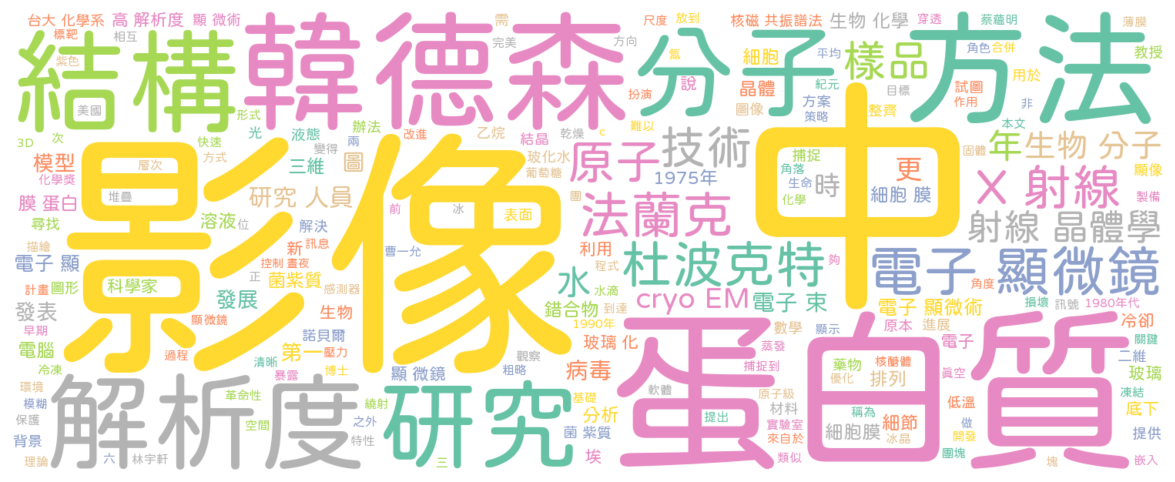 台大 化學系
高 解析度
顯 微術
需
尺度
放到
核磁 共振譜法
生物 化學
穿透
蔡蘊明
薄膜
標靶
相互
結構
韓德森
完美
方向
分子
氫
細胞
平均
樣品
角色
合併
方法
教授
紫色
美國
扮演
說
晶體
圖像
紀元
方案
策略
目標
用於
試圖
作用
整齊
非
形式
3D
次
快速
光
液態
變得
辦法
兩
改進
乙烷
結晶
乾燥
c
難以
技術
本文
年
生物 分子
模型
層次
方式
三維
圖
玻化水
葡萄糖
原子
1975年
捕捉
角落
生命
化學
時
更
細胞 膜
固體
顯像
化學獎
堆疊
影像
研究 人員
前
冰
表面
團
法蘭克
中
X 射線
製備
膜 蛋白
尋找
溶液
位
解決
射線 晶體學
描繪
電子 顯
新
訊息
曹一允
利用
杜波克特
夠
電子 顯微鏡
控制 晝夜
正
程式
計畫
圖形
科學家
菌紫質
感測器
水
水滴
角度
發展
生物
錯合物
到達
cryo EM
電子 束
電子 顯微術
損壞
訊號
1980年代
發表
早期
顯微鏡
諾貝爾
1990年
數學
顯示
原本
進展
冷卻
電腦
過程
清晰
第一
壓力
觀察
玻璃 化
蒸發
電子
關鍵
二維
冷凍
暴露
博士
顯 微鏡
粗略
病毒
捕捉到
藥物
核醣體
真空
玻璃
環境
革命性
繞射
基礎
軟體
原子級
優化
排列
低溫
凍結
模糊
解析度
之外
研究
分析
蛋白質
材料
稱為
細節
做
底下
保護
空間
特性
菌 紫質
提出
實驗室
細胞膜
冰晶
開發
提供
背景
來自於
理論
六
林宇軒
三
埃
類似
塊
團塊
嵌入